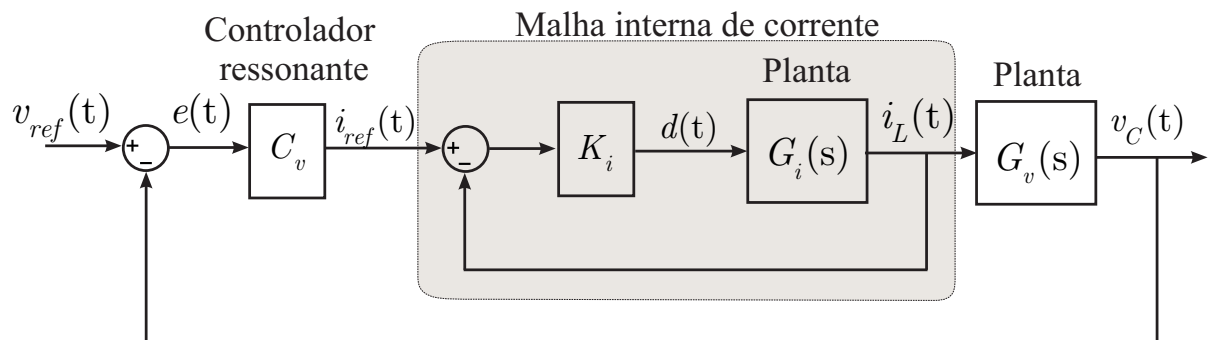 Malha interna de corrente
Controlador
ressonante
Planta
Planta
v_ref(t)
e(t)
i_ref(t)
d(t)
i_L(t)
v_C(t)
+
-
C_v
+
-
K_i
G_i(s)
G_v(s)